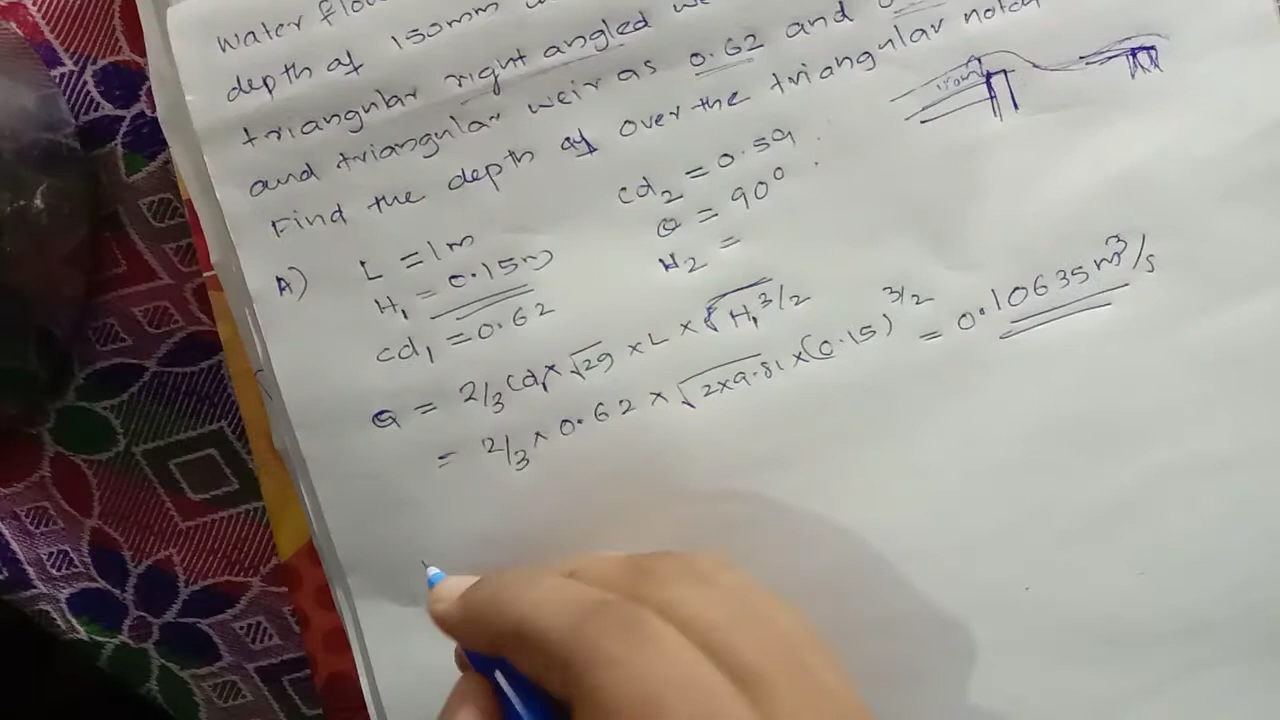 Water flo
depth of 150mm
triangular right angled we
and triangular weir as 0.62 and
Find the depth of over the triangular notch
A) L = 1m
H₁ = 0.15m
cd₁ = 0.62
cd₂ = 0.59
θ = 90°
H₂ =
Q = 2/3 Cd₁ × √2g × L × √H₁^3/2
= 2/3 × 0.62 × √2×9.81 × (0.15)^3/2 = 0.10635 m³/s